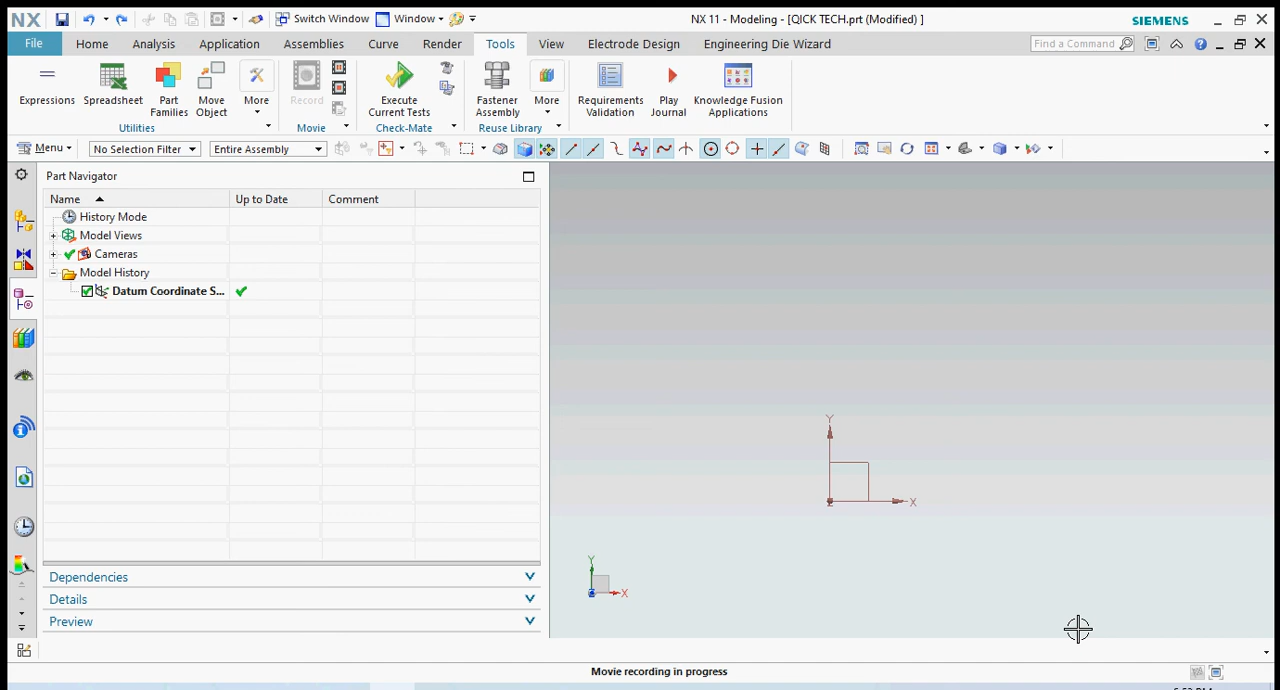 NX
Switch Window
Window
NX 11 - Modeling - [QICK TECH.prt (Modified) ]
SIEMENS
File
Home
Analysis
Application
Assemblies
Curve
Render
Tools
View
Electrode Design
Engineering Die Wizard
Find a Command
Expressions
Spreadsheet
Part
Families
Move
Object
More
Record
Execute
Current Tests
Fastener
Assembly
More
Requirements
Validation
Play
Journal
Knowledge Fusion
Applications
Utilities
Movie
Check-Mate
Reuse Library
Menu
No Selection Filter
Entire Assembly
Part Navigator
Name
Up to Date
Comment
History Mode
Model Views
Cameras
Model History
Datum Coordinate S...
Y
X
Y
X
Dependencies
Details
Preview
Movie recording in progress